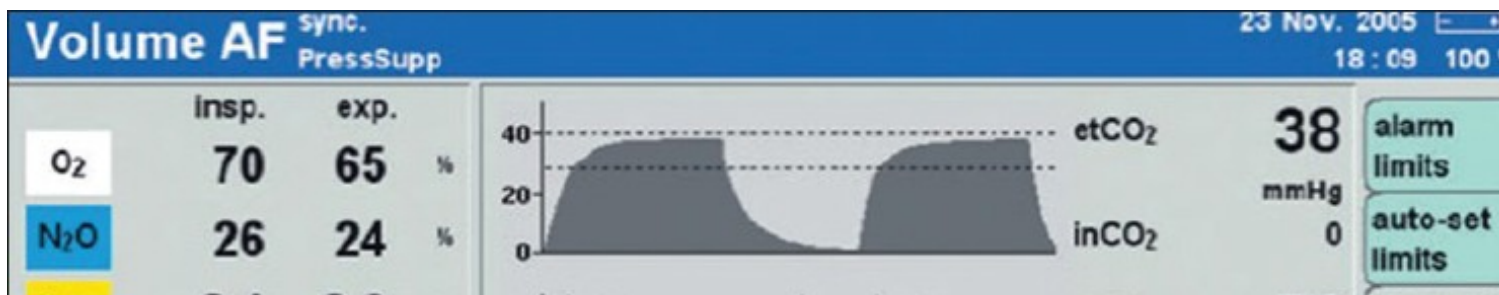 Volume AF sync. PressSupp
23 Nov. 2005
18:09 100
insp. exp.
O2 70 65 %
N2O 26 24 %
40
20
0
etCO2 38
mmHg
inCO2 0
alarm limits
auto-set limits